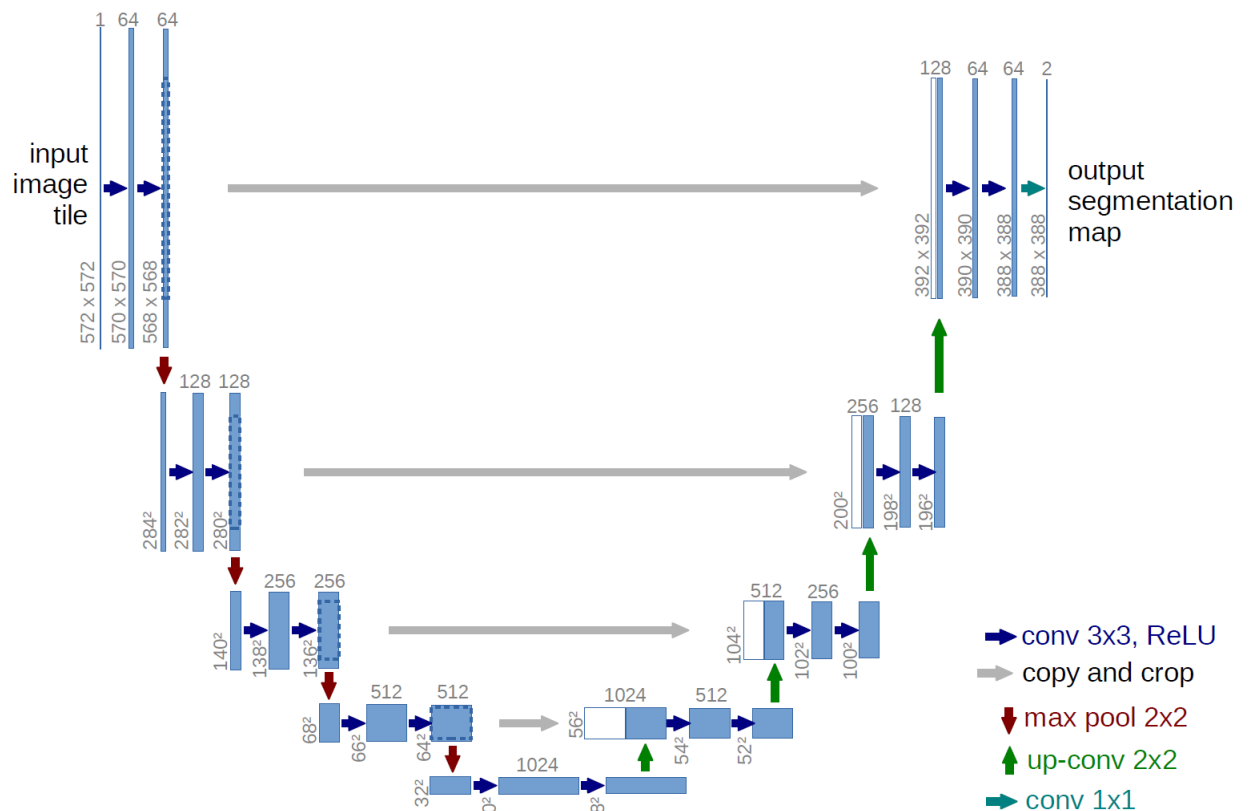 1 64 64
128 64 64 2
input
image
tile
output
segmentation
map
572 x 572
570 x 570
568 x 568
392 x 392
390 x 390
388 x 388
388 x 388
128 128
256 128
284²
282²
280²
200²
198²
196²
256 256
512 256
140²
138²
136²
104²
102²
100²
conv 3x3, ReLU
copy and crop
max pool 2x2
up-conv 2x2
conv 1x1
512 512
1024 512
68²
66²
64²
56²
54²
52²
1024
32²